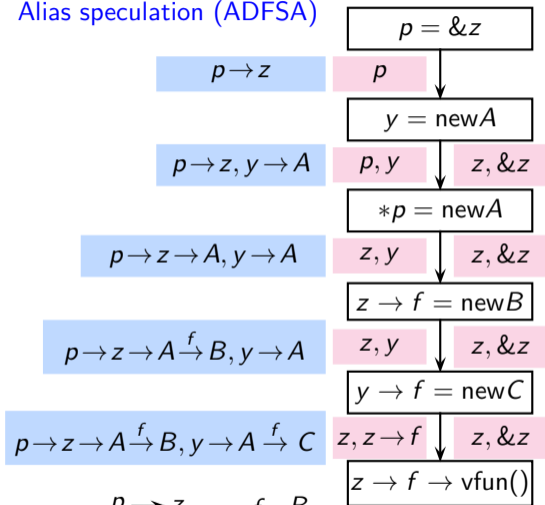 Alias speculation (ADFSA)
p = &z
p→z p
y = newA
p→z, y→A p, y z, &z
*p = newA
p→z→A, y→A z, y z, &z
z → f = newB
p→z→A f→ B, y→A z, y z, &z
y → f = newC
p→z→A f→ B, y→A f→ C z, z→f z, &z
z → f → vfun()